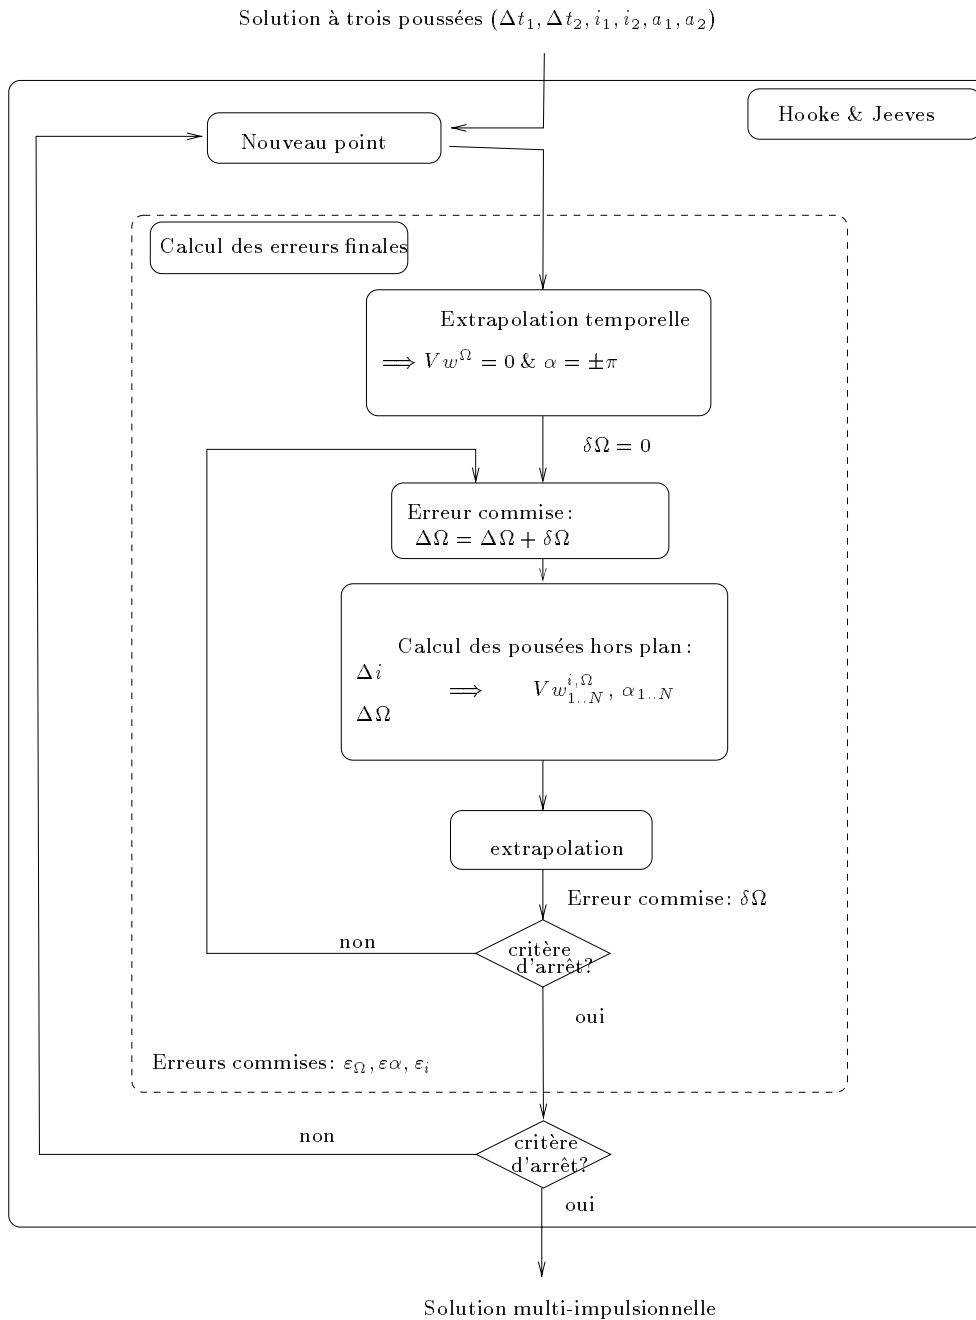 Solution à trois poussées (Δt₁, Δt₂, i₁, i₂, a₁, a₂)
Hooke & Jeeves
Nouveau point
Calcul des erreurs finales
Extrapolation temporelle
⟹ Vw^Ω = 0 & α = ±π
δΩ = 0
Erreur commise:
ΔΩ = ΔΩ + δΩ
Calcul des pousées hors plan:
Δi
⟹ Vw^{i,Ω}_{1..N}, α_{1..N}
ΔΩ
extrapolation
Erreur commise: δΩ
non
critère
d'arrêt?
oui
Erreurs commises: ε_Ω, εα, ε_i
non
critère
d'arrêt?
oui
Solution multi-impulsionnelle